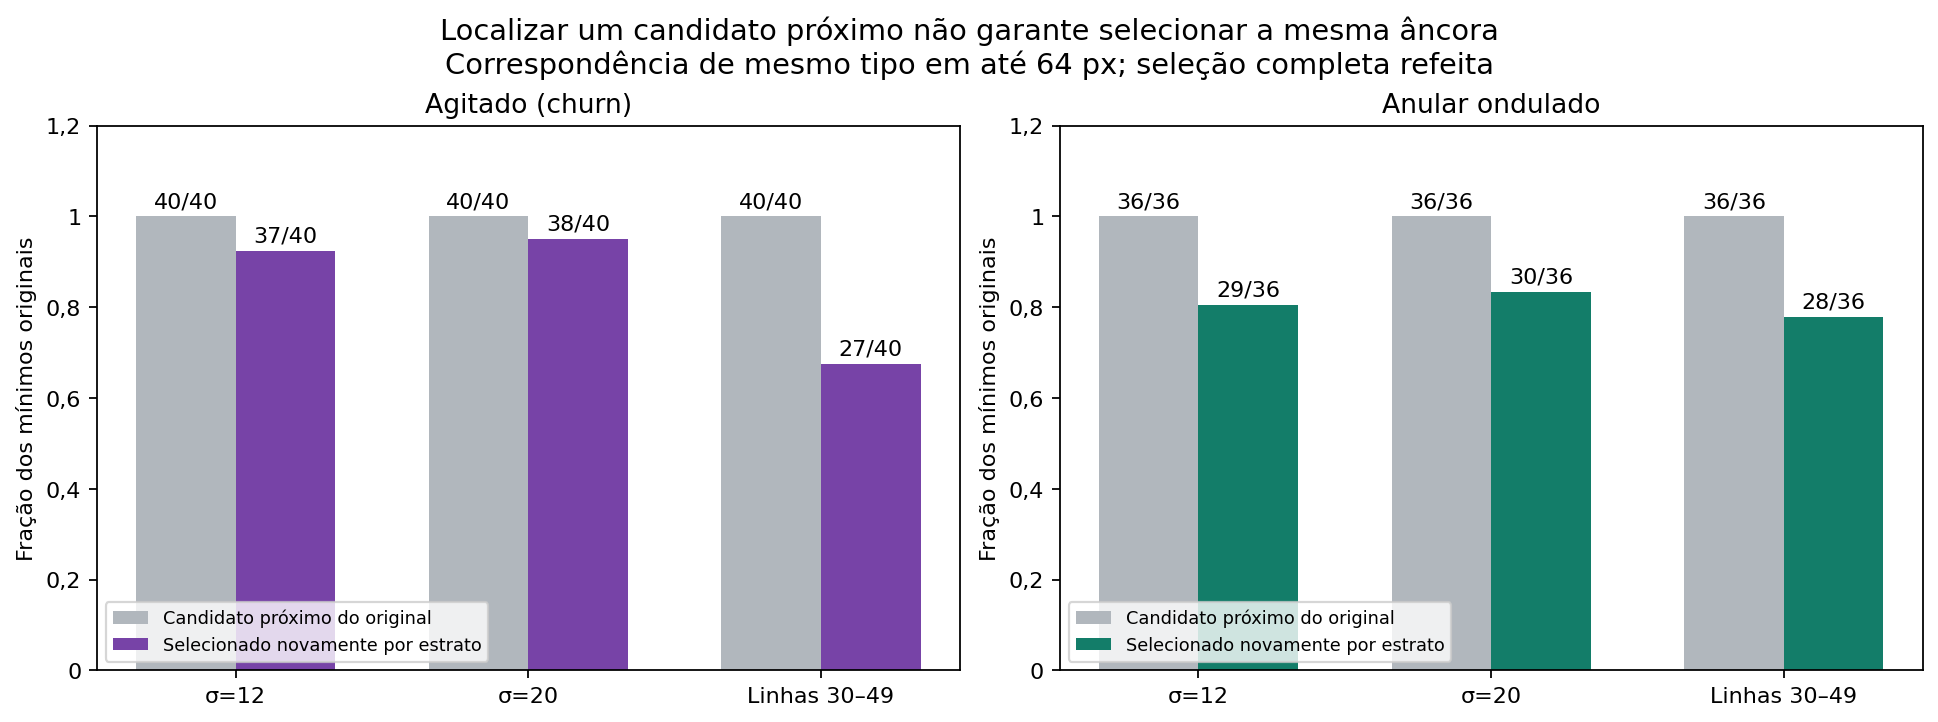 Localizar um candidato próximo não garante selecionar a mesma âncora
Correspondência de mesmo tipo em até 64 px; seleção completa refeita
Agitado (churn)
Fração dos mínimos originais
1,2
1
0,8
0,6
0,4
0,2
0
40/40
37/40
40/40
38/40
40/40
27/40
Candidato próximo do original
Selecionado novamente por estrato
σ=12
σ=20
Linhas 30–49
Anular ondulado
Fração dos mínimos originais
1,2
1
0,8
0,6
0,4
0,2
0
36/36
29/36
36/36
30/36
36/36
28/36
Candidato próximo do original
Selecionado novamente por estrato
σ=12
σ=20
Linhas 30–49